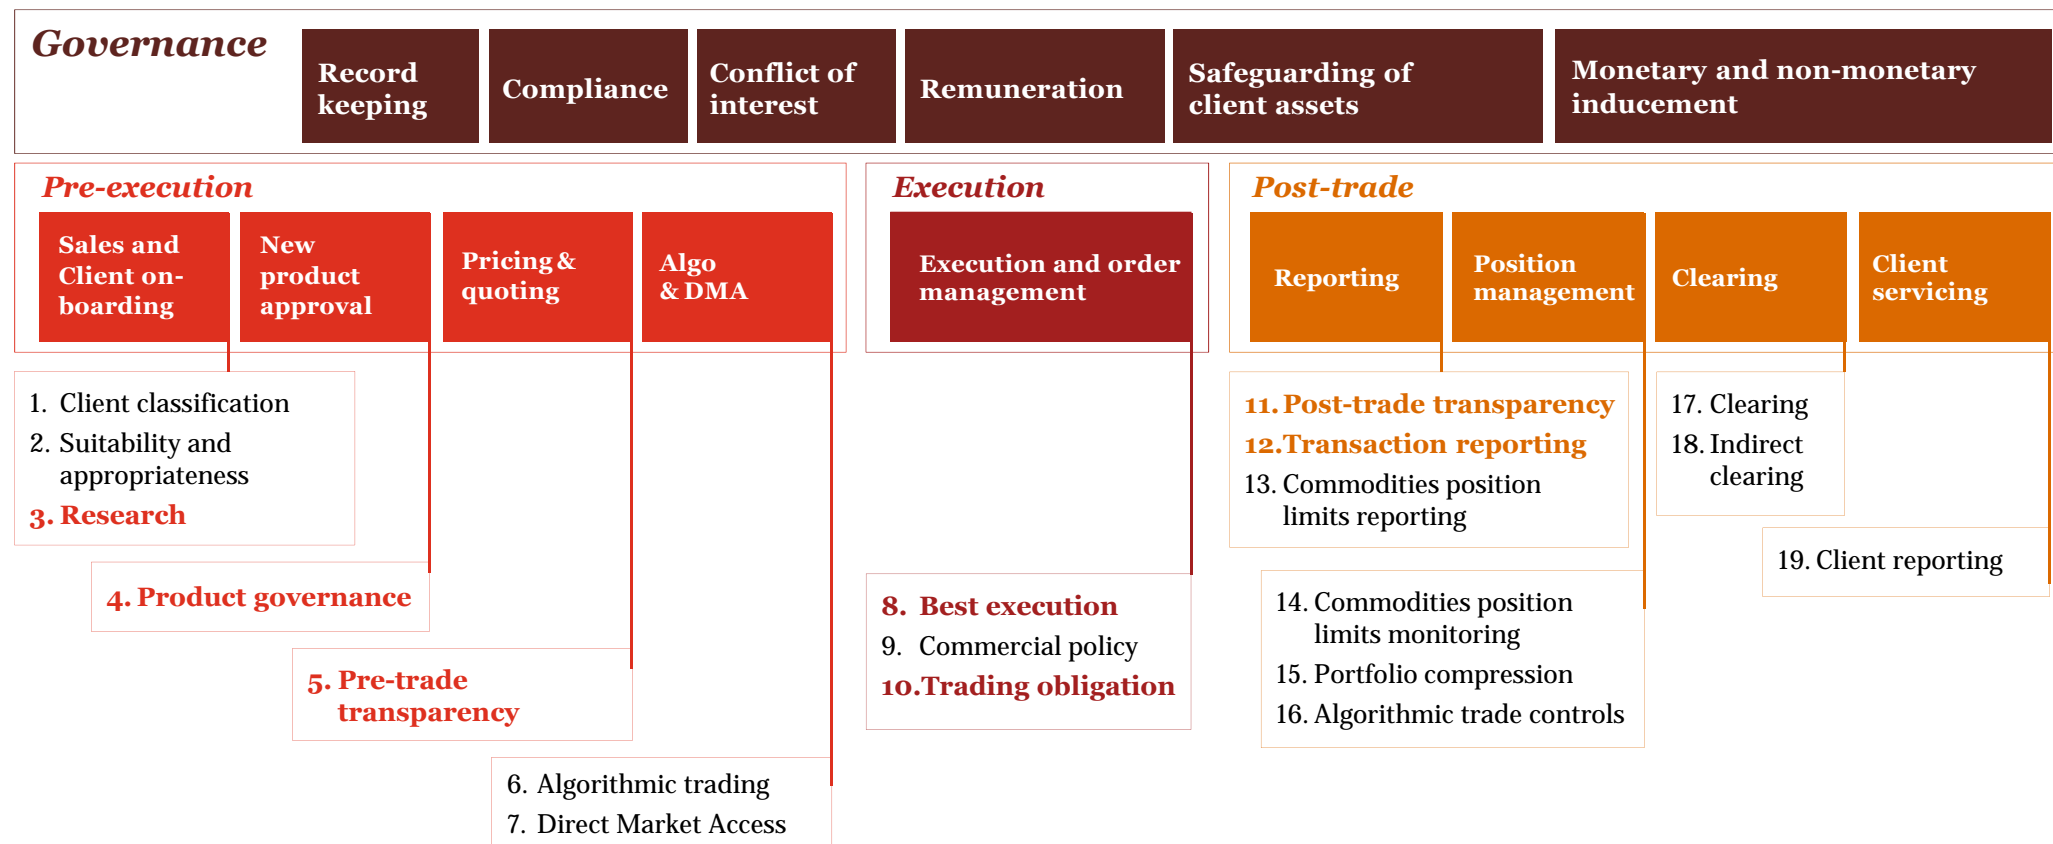 Governance
Record
keeping
Compliance
Conflict of
interest
Remuneration
Safeguarding of
client assets
Monetary and non-monetary
inducement
Pre-execution
Sales and
Client on-
boarding
New
product
approval
Pricing &
quoting
Algo
& DMA
1. Client classification
2. Suitability and
appropriateness
3. Research
4. Product governance
5. Pre-trade
transparency
6. Algorithmic trading
7. Direct Market Access
Execution
Execution and order
management
8. Best execution
9. Commercial policy
10.Trading obligation
Post-trade
Reporting
Position
management
Clearing
Client
servicing
11. Post-trade transparency
12.Transaction reporting
13. Commodities position
limits reporting
14. Commodities position
limits monitoring
15. Portfolio compression
16. Algorithmic trade controls
17. Clearing
18. Indirect
clearing
19. Client reporting